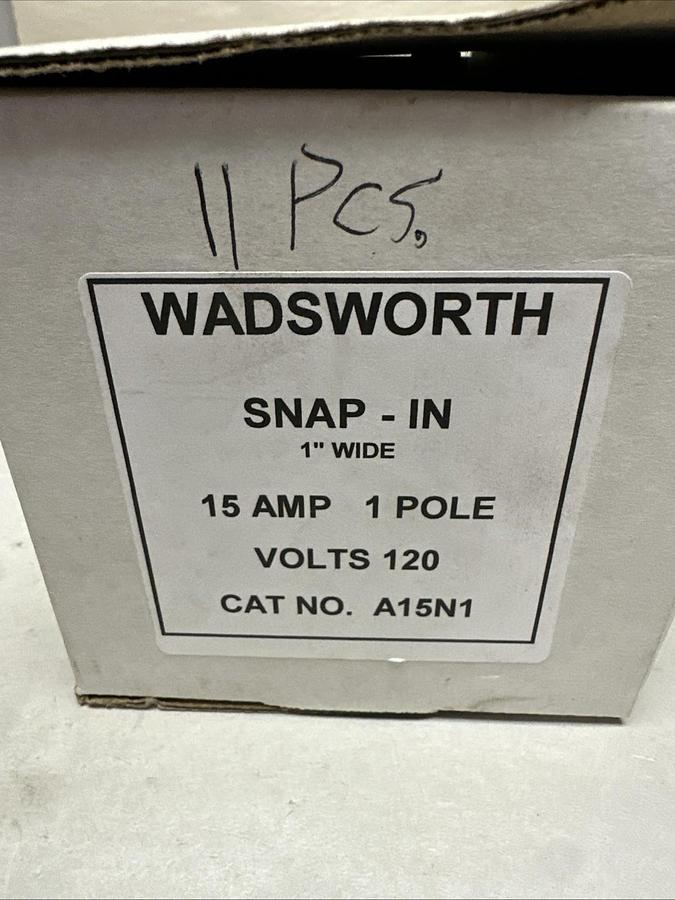 11 Pcs.
WADSWORTH
SNAP - IN
1" WIDE
15 AMP 1 POLE
VOLTS 120
CAT NO. A15N1